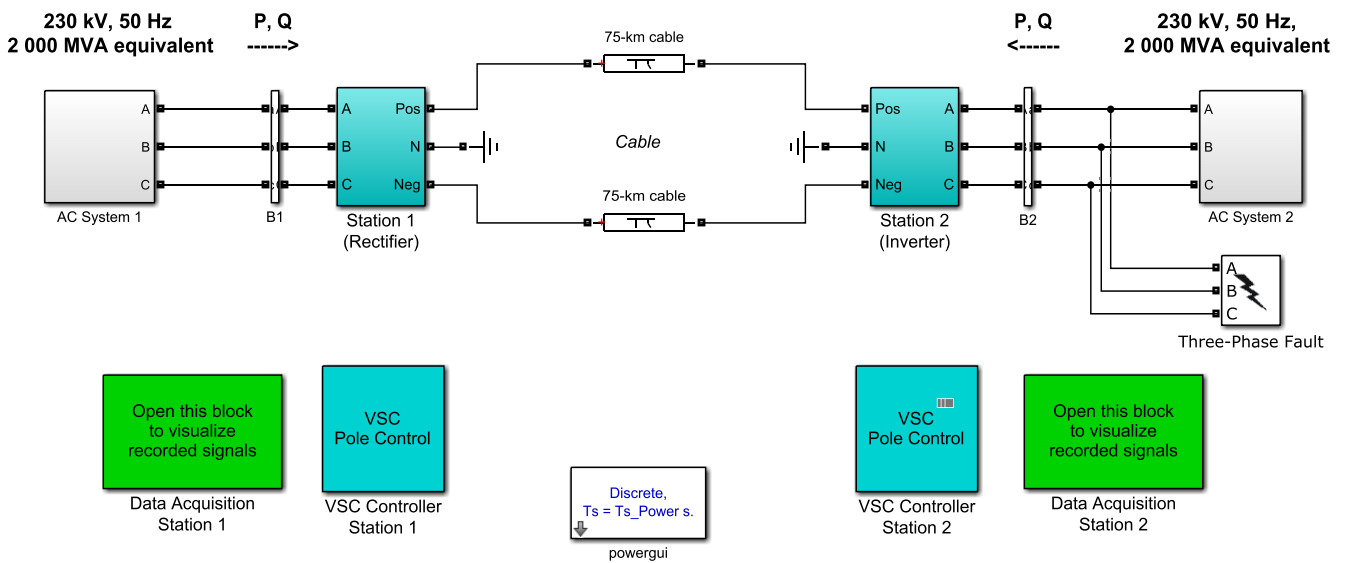 230 kV, 50 Hz
2 000 MVA equivalent
P, Q
------>
75-km cable
P, Q
<------
230 kV, 50 Hz,
2 000 MVA equivalent
A
B
C
AC System 1
B1
A
B
C
Pos
N
Neg
Station 1
(Rectifier)
Cable
75-km cable
Pos
N
Neg
A
B
C
Station 2
(Inverter)
B2
A
B
C
AC System 2
A
B
C
Three-Phase Fault
Open this block
to visualize
recorded signals
Data Acquisition
Station 1
VSC
Pole Control
VSC Controller
Station 1
Discrete,
Ts = Ts_Power s.
powergui
VSC
Pole Control
VSC Controller
Station 2
Open this block
to visualize
recorded signals
Data Acquisition
Station 2